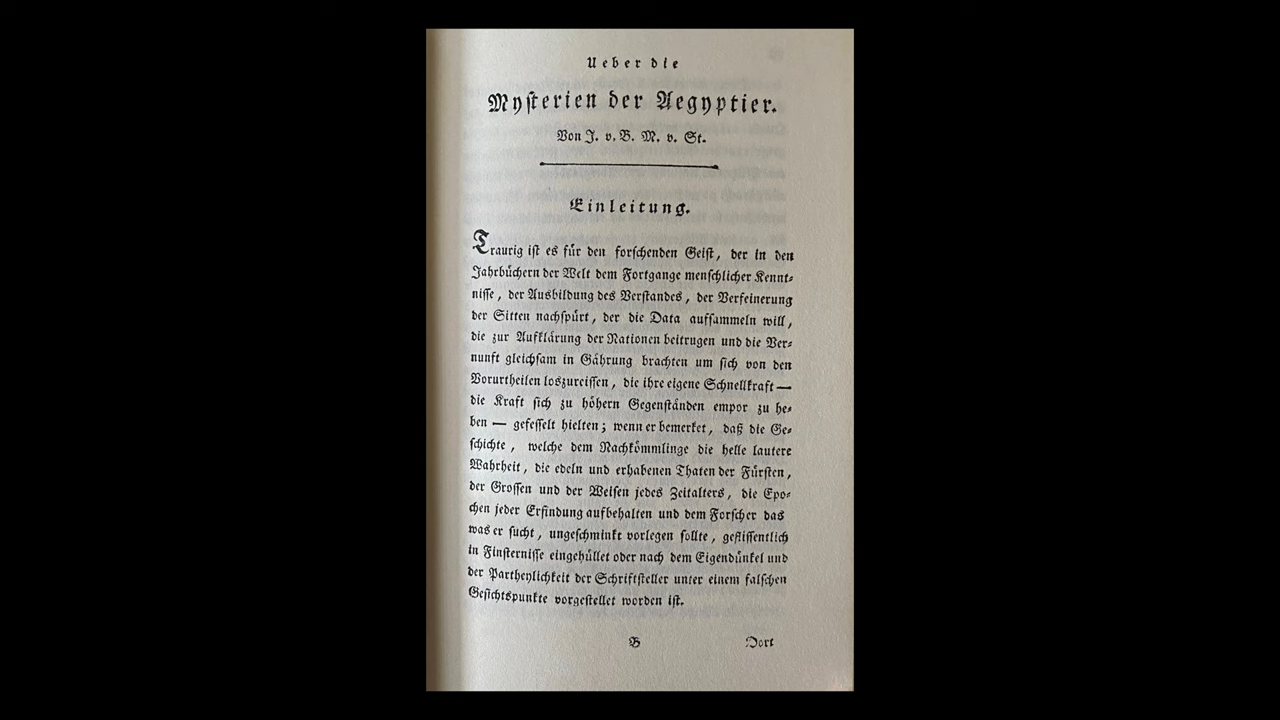 Ueber die
Mysterien der Aegyptier.
Von J. v. B. M. v. St.
Einleitung.
Traurig ist es für den forschenden Geist, der in den
Jahrbüchern der Welt dem Fortgange menschlicher Kennt-
nisse, der Ausbildung des Verstandes, der Verfeinerung
der Sitten nachspürt, der die Data aufsammeln will,
die zur Aufklärung der Nationen beitrugen und die Ver-
nunft gleichsam in Gährung brachten um sich von den
Vorurtheilen loszureissen, die ihre eigene Schnellkraft —
die Kraft sich zu höhern Gegenständen empor zu he-
ben — gefesselt hielten; wenn er bemerket, daß die Ge-
schichte, welche dem Nachkömmlinge die helle lautere
Wahrheit, die edeln und erhabenen Thaten der Fürsten,
der Grossen und der Weisen jedes Zeitalters, die Epo-
chen jeder Erfindung aufbehalten und dem Forscher das
was er sucht, ungeschminkt vorlegen sollte, geflissentlich
in Finsternisse eingehüllet oder nach dem Eigendünkel und
der Partheylichkeit der Schriftsteller unter einem falschen
Gesichtspunkte vorgestellet worden ist.
B Dort